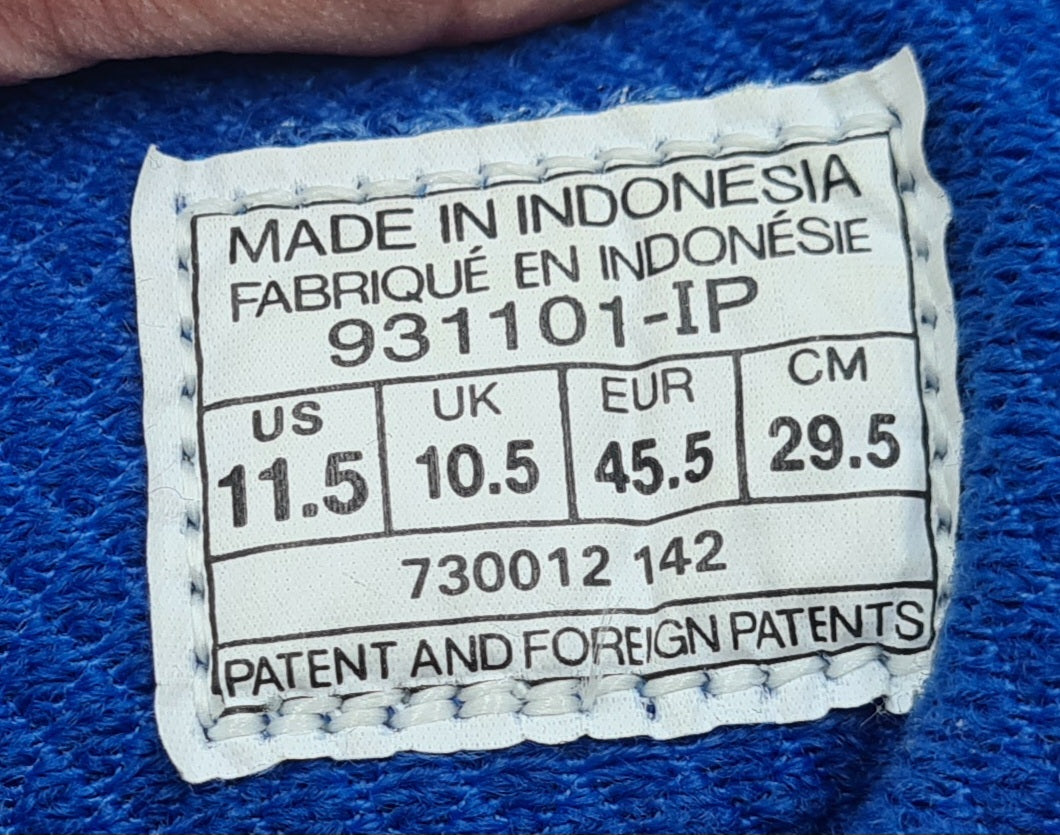 MADE IN INDONESIA
FABRIQUÉ EN INDONÉSIE
931101-IP
US UK EUR CM
11.5 10.5 45.5 29.5
730012 142
PATENT AND FOREIGN PATENTS